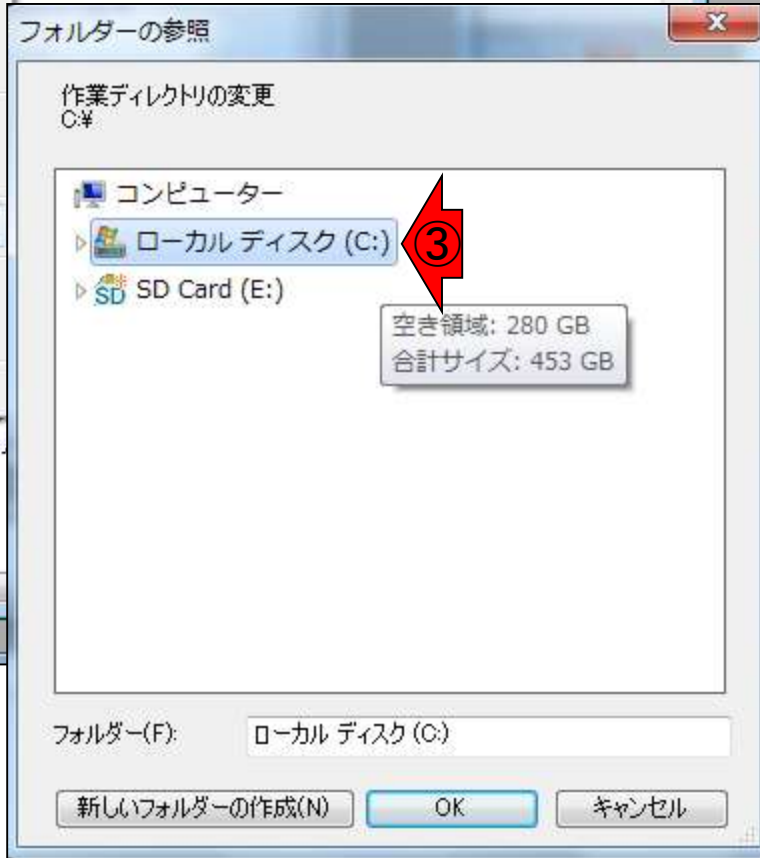 フォルダーの参照
作業ディレクトリの変更
C:¥
コンピューター
ローカル ディスク (C:)
③
SD Card (E:)
空き領域: 280 GB
合計サイズ: 453 GB
フォルダー(F):
ローカル ディスク (C:)
新しいフォルダーの作成(N)
OK
キャンセル